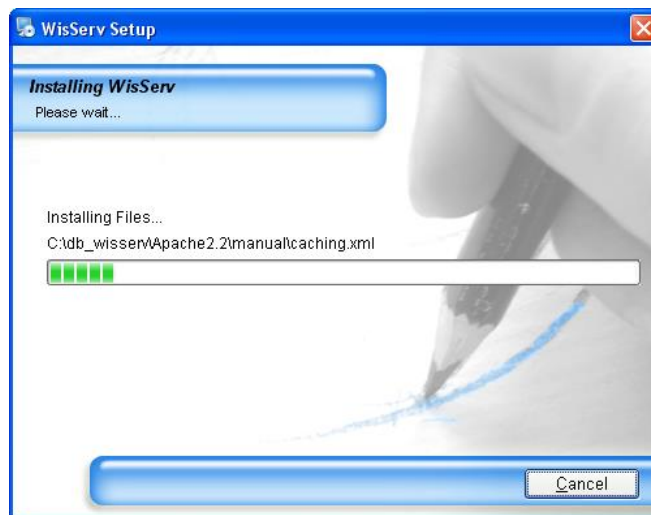 WisServ Setup
Installing WisServ
Please wait...
Installing Files...
C:\db_wisserv\Apache2.2\manual\caching.xml
Cancel